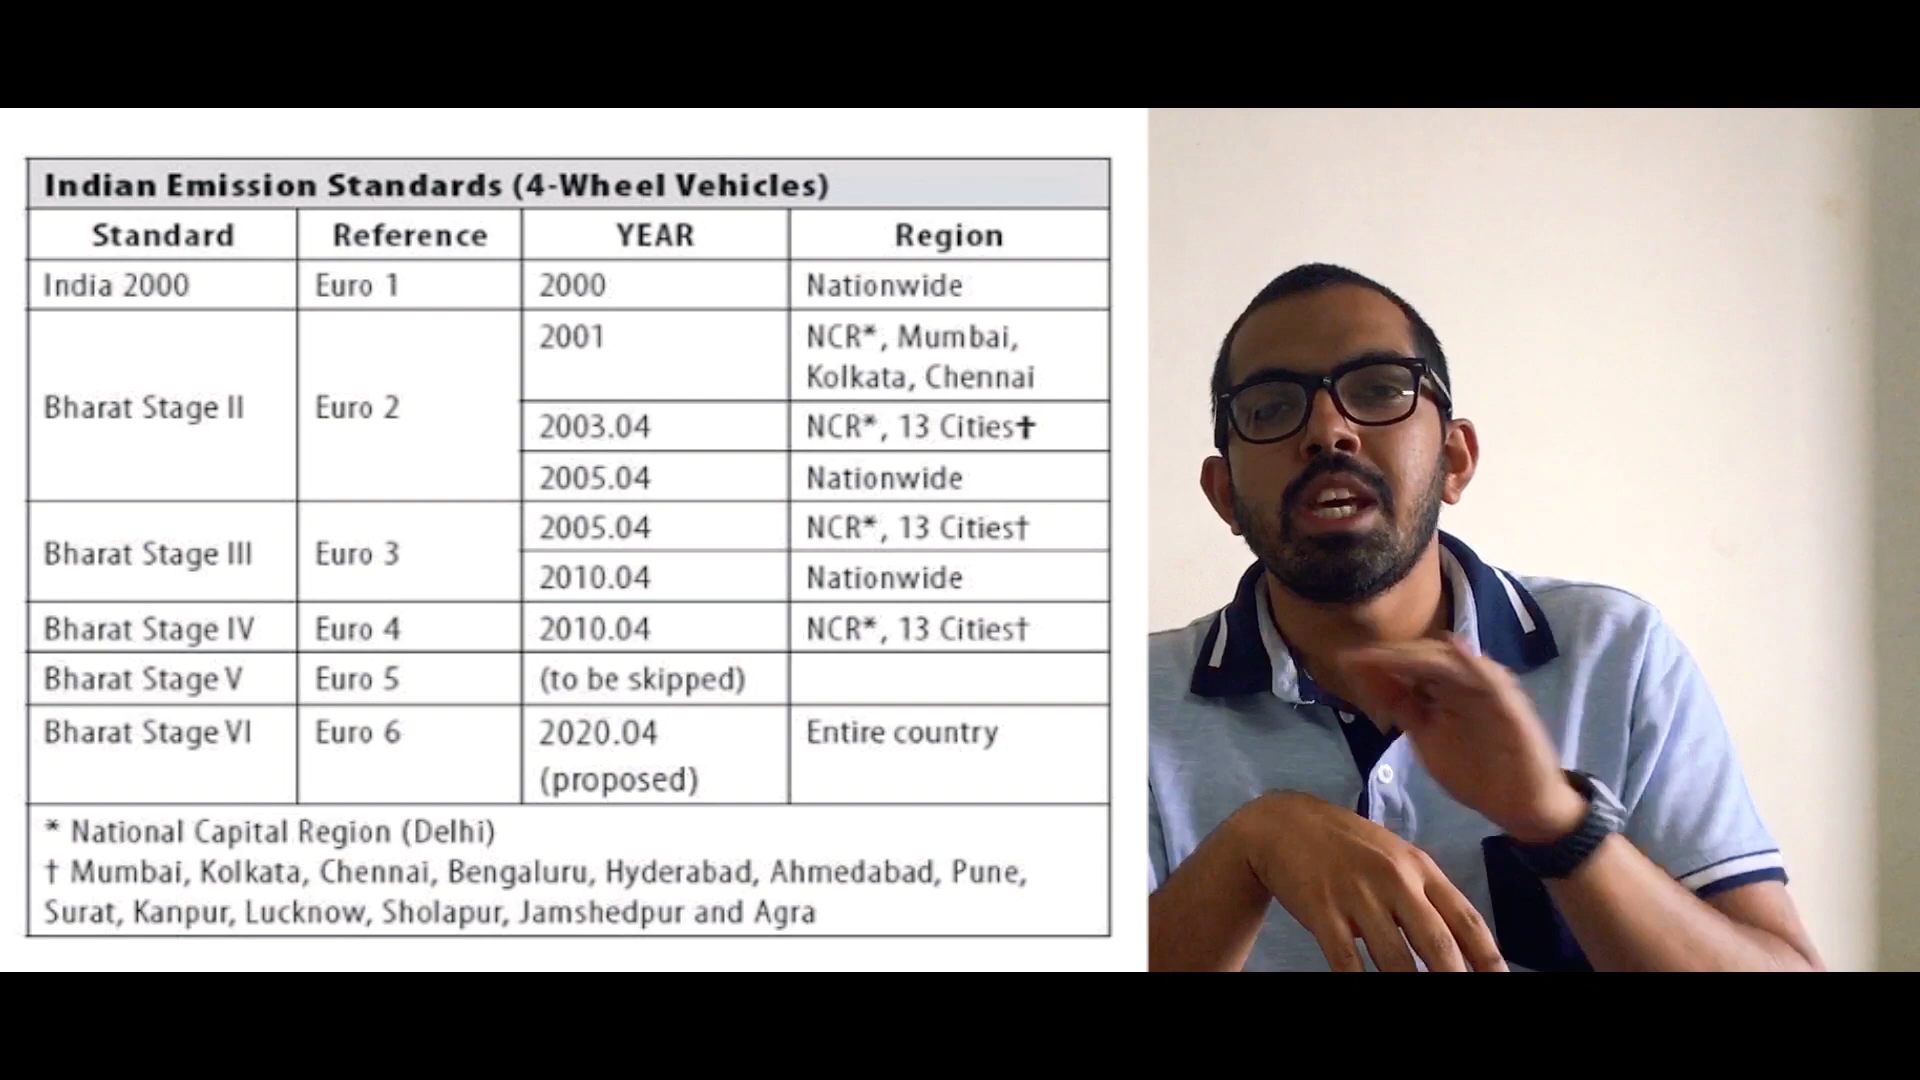 Indian Emission Standards (4-Wheel Vehicles)
Standard Reference YEAR Region
India 2000 Euro 1 2000 Nationwide
Bharat Stage II Euro 2 2001 NCR*, Mumbai,
Kolkata, Chennai
2003.04 NCR*, 13 Cities†
2005.04 Nationwide
Bharat Stage III Euro 3 2005.04 NCR*, 13 Cities†
2010.04 Nationwide
Bharat Stage IV Euro 4 2010.04 NCR*, 13 Cities†
Bharat Stage V Euro 5 (to be skipped)
Bharat Stage VI Euro 6 2020.04 Entire country
(proposed)
* National Capital Region (Delhi)
† Mumbai, Kolkata, Chennai, Bengaluru, Hyderabad, Ahmedabad, Pune,
Surat, Kanpur, Lucknow, Sholapur, Jamshedpur and Agra